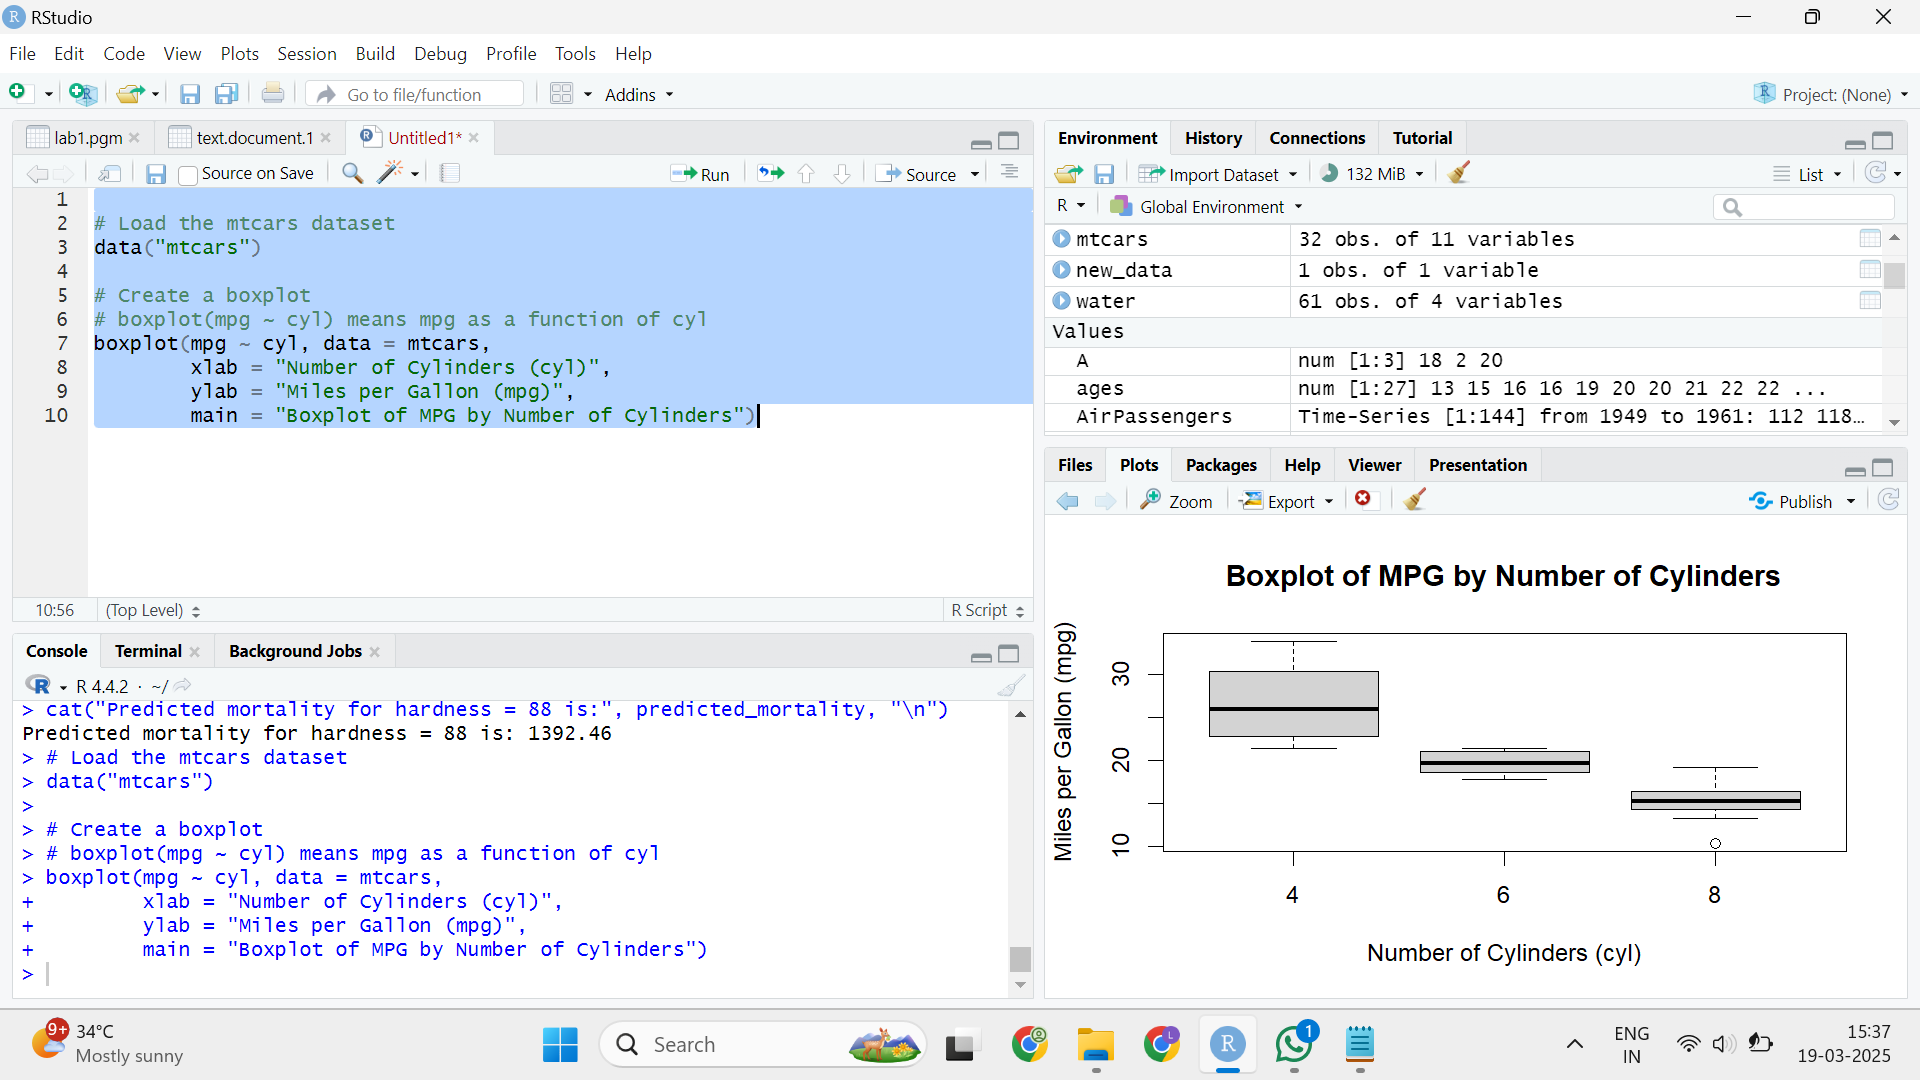 RStudio
File Edit Code View Plots Session Build Debug Profile Tools Help
Go to file/function Addins Project: (None)
lab1.pgm text.document.1 Untitled1*
Source on Save Run Source
1
2 # Load the mtcars dataset
3 data("mtcars")
4
5 # Create a boxplot
6 # boxplot(mpg ~ cyl) means mpg as a function of cyl
7 boxplot(mpg ~ cyl, data = mtcars,
8 xlab = "Number of Cylinders (cyl)",
9 ylab = "Miles per Gallon (mpg)",
10 main = "Boxplot of MPG by Number of Cylinders")
10:56 (Top Level) R Script
Console Terminal Background Jobs
R R 4.4.2 · ~/
> cat("Predicted mortality for hardness = 88 is:", predicted_mortality, "\n")
Predicted mortality for hardness = 88 is: 1392.46
> # Load the mtcars dataset
> data("mtcars")
>
> # Create a boxplot
> # boxplot(mpg ~ cyl) means mpg as a function of cyl
> boxplot(mpg ~ cyl, data = mtcars,
+ xlab = "Number of Cylinders (cyl)",
+ ylab = "Miles per Gallon (mpg)",
+ main = "Boxplot of MPG by Number of Cylinders")
>
Environment History Connections Tutorial
Import Dataset 132 MiB List
R Global Environment
mtcars 32 obs. of 11 variables
new_data 1 obs. of 1 variable
water 61 obs. of 4 variables
Values
A num [1:3] 18 2 20
ages num [1:27] 13 15 16 16 19 20 20 21 22 22 ...
AirPassengers Time-Series [1:144] from 1949 to 1961: 112 118…
Files Plots Packages Help Viewer Presentation
Zoom Export Publish
Boxplot of MPG by Number of Cylinders
Miles per Gallon (mpg)
30
20
10
4 6 8
Number of Cylinders (cyl)
9+ 34°C
Mostly sunny
Search
L
R
1
ENG
IN
15:37
19-03-2025